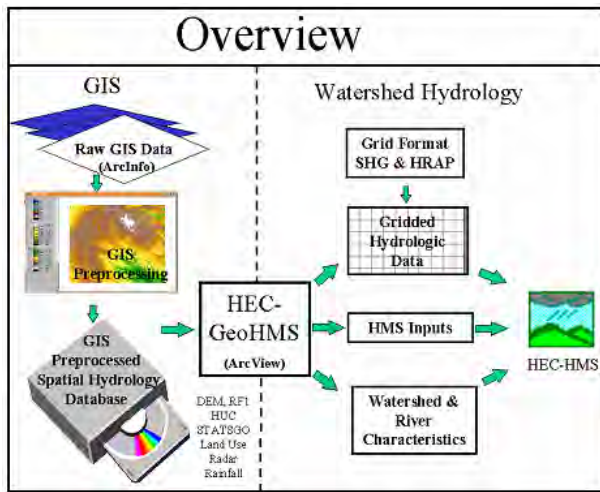 Overview
GIS
Raw GIS Data
(ArcInfo)
GIS
Preprocessing
GIS
Preprocessed
Spatial Hydrology
Database
DEM, RF1
HUC
STATSGO
Land Use
Radar
Rainfall
HEC-
GeoHMS
(ArcView)
Watershed Hydrology
Grid Format
SHG & HRAP
Gridded
Hydrologic
Data
HMS Inputs
Watershed &
River
Characteristics
HEC-HMS